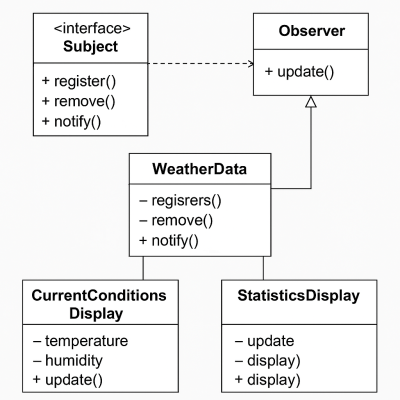 <interface>
Subject
+ register()
+ remove()
+ notify()
Observer
+ update()
WeatherData
– regisrers()
– remove()
+ notify()
CurrentConditions
Display
– temperature
– humidity
+ update()
StatisticsDisplay
– update
– display)
+ display)